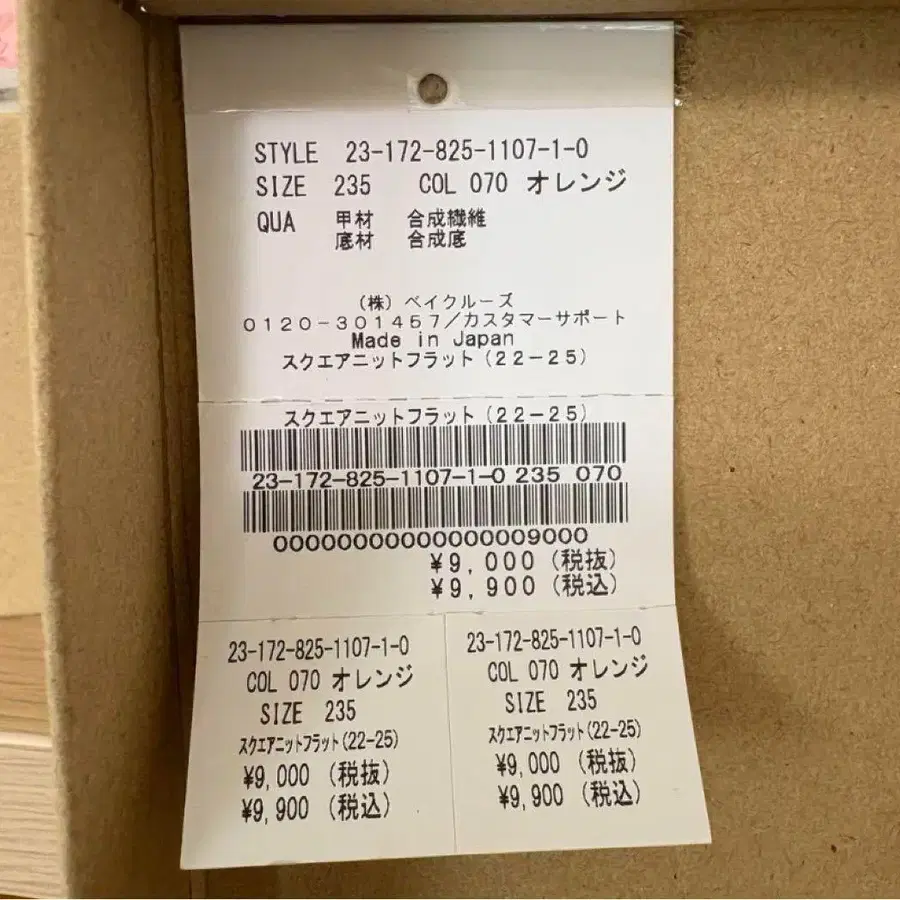 STYLE 23-172-825-1107-1-0
SIZE 235 COL 070 オレンジ
QUA 甲材 合成繊維
底材 合成底
(株) ベイクルーズ
0120-301457/カスタマーサポート
Made in Japan
スクエアニットフラット(22-25)
スクエアニットフラット(22-25)
23-172-825-1107-1-0 235 070
00000000000000009000
¥9,000 (税抜)
¥9,900 (税込)
23-172-825-1107-1-0
COL 070 オレンジ
SIZE 235
スクエアニットフラット(22-25)
¥9,000 (税抜)
¥9,900 (税込)
23-172-825-1107-1-0
COL 070 オレンジ
SIZE 235
スクエアニットフラット(22-25)
¥9,000 (税抜)
¥9,900 (税込)